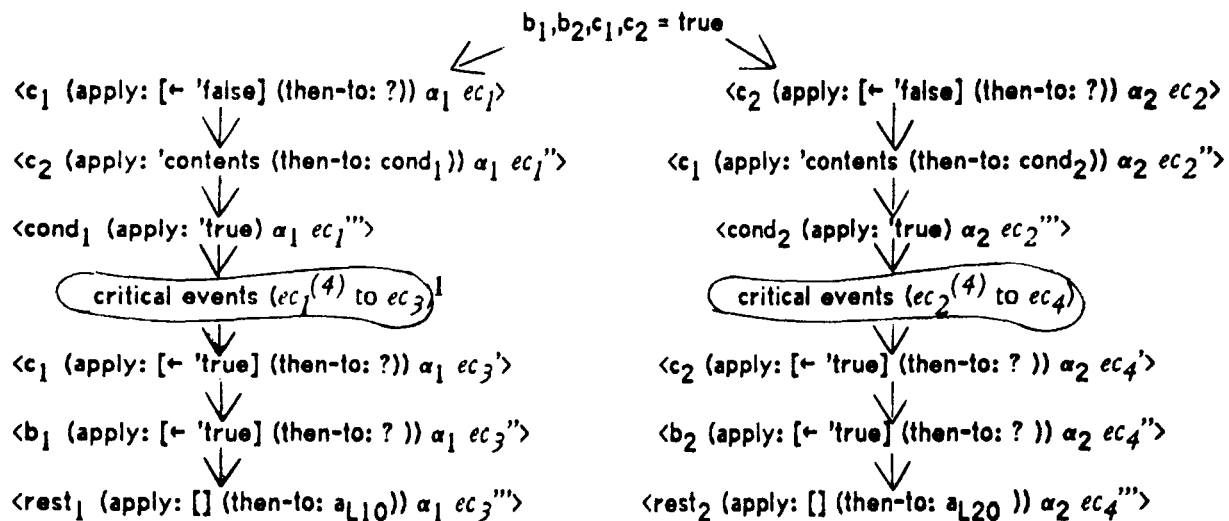 b₁,b₂,c₁,c₂ = true
<c₁ (apply: [← 'false] (then-to: ?)) α₁ ec₁>
<c₂ (apply: [← 'false] (then-to: ?)) α₂ ec₂>
<c₂ (apply: 'contents (then-to: cond₁)) α₁ ec₁''>
<c₁ (apply: 'contents (then-to: cond₂)) α₂ ec₂''>
<cond₁ (apply: 'true) α₁ ec₁'''>
<cond₂ (apply: 'true) α₂ ec₂'''>
critical events (ec₁⁽⁴⁾ to ec₃)¹
critical events (ec₂⁽⁴⁾ to ec₄)
<c₁ (apply: [← 'true] (then-to: ?)) α₁ ec₃'>
<c₂ (apply: [← 'true] (then-to: ? )) α₂ ec₄'>
<b₁ (apply: [← 'true] (then-to: ? )) α₁ ec₃''>
<b₂ (apply: [← 'true] (then-to: ? )) α₂ ec₄''>
<rest₁ (apply: [] (then-to: a_L10)) α₁ ec₃'''>
<rest₂ (apply: [] (then-to: a_L20 )) α₂ ec₄'''>